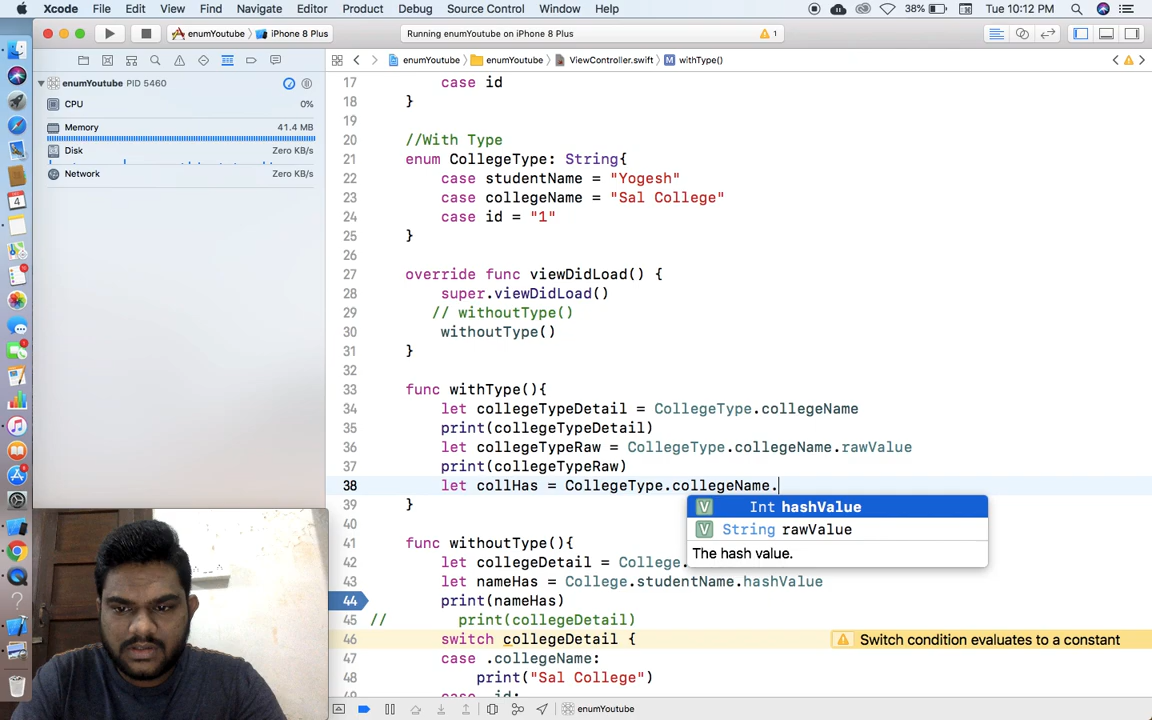 Xcode File Edit View Find Navigate Editor Product Debug Source Control Window Help 38% Tue 10:12 PM
enumYoutube iPhone 8 Plus Running enumYoutube on iPhone 8 Plus 1
enumYoutube enumYoutube ViewController.swift M withType()
enumYoutube PID 5460
CPU 0%
Memory 41.4 MB
Disk Zero KB/s
Network Zero KB/s
17 case id
18 }
19
20 //With Type
21 enum CollegeType: String{
22 case studentName = "Yogesh"
23 case collegeName = "Sal College"
24 case id = "1"
25 }
26
27 override func viewDidLoad() {
28 super.viewDidLoad()
29 // withoutType()
30 withoutType()
31 }
32
33 func withType(){
34 let collegeTypeDetail = CollegeType.collegeName
35 print(collegeTypeDetail)
36 let collegeTypeRaw = CollegeType.collegeName.rawValue
37 print(collegeTypeRaw)
38 let collHas = CollegeType.collegeName.
V Int hashValue
V String rawValue
The hash value.
39 }
40
41 func withoutType(){
42 let collegeDetail = College.
43 let nameHas = College.studentName.hashValue
44 print(nameHas)
45 // print(collegeDetail)
46 switch collegeDetail { Switch condition evaluates to a constant
47 case .collegeName:
48 print("Sal College")
49 case .id:
enumYoutube